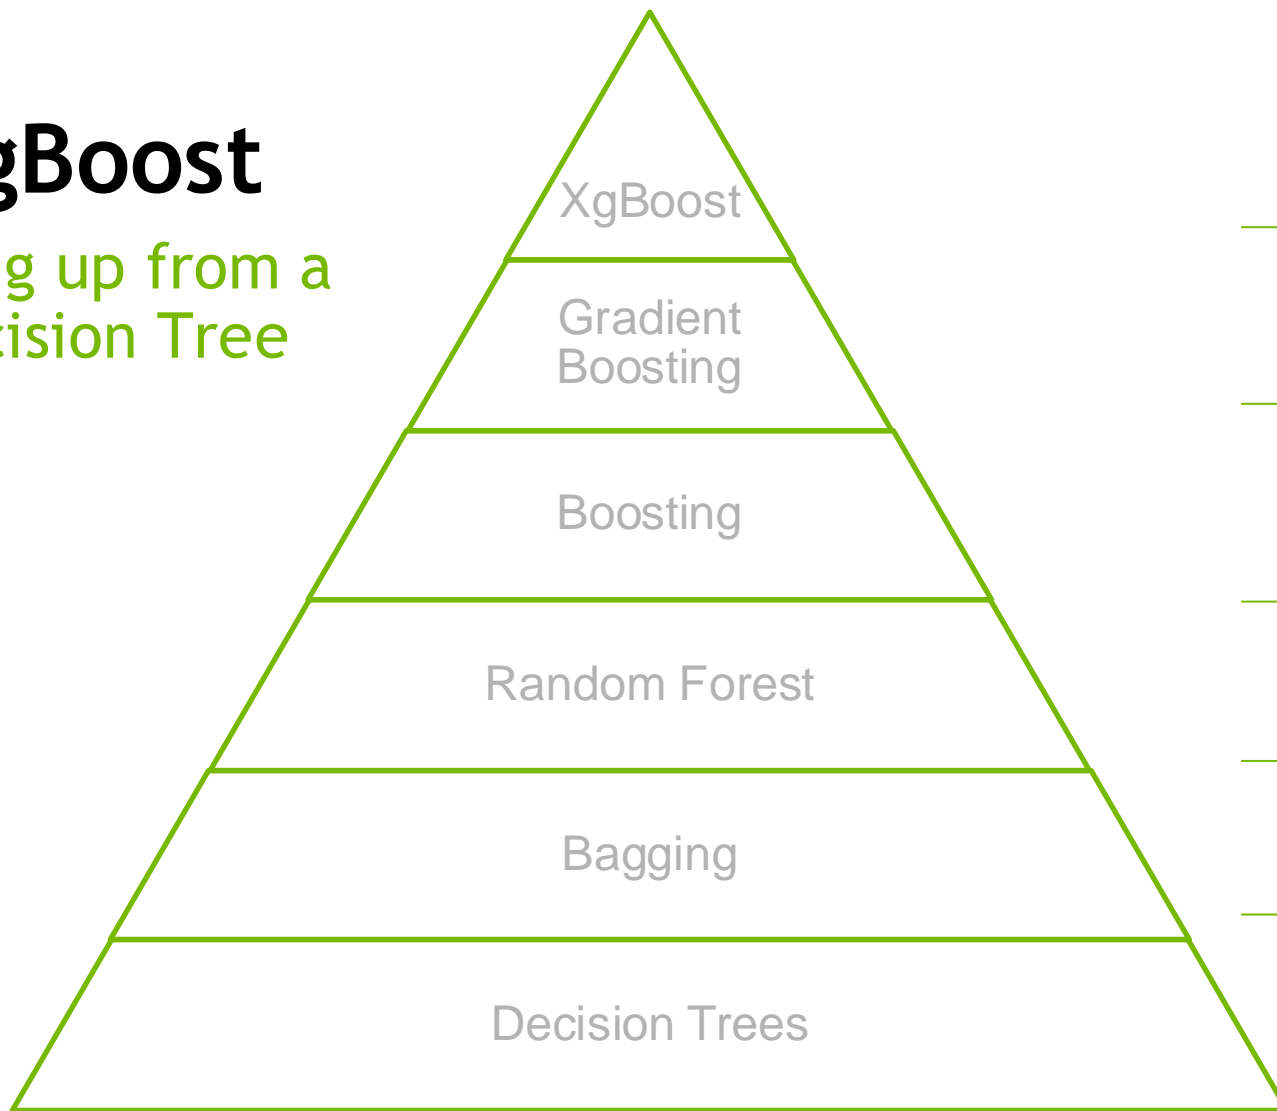 gBoost
g up from a
cision Tree
XgBoost
Gradient
Boosting
Boosting
Random Forest
Bagging
Decision Trees